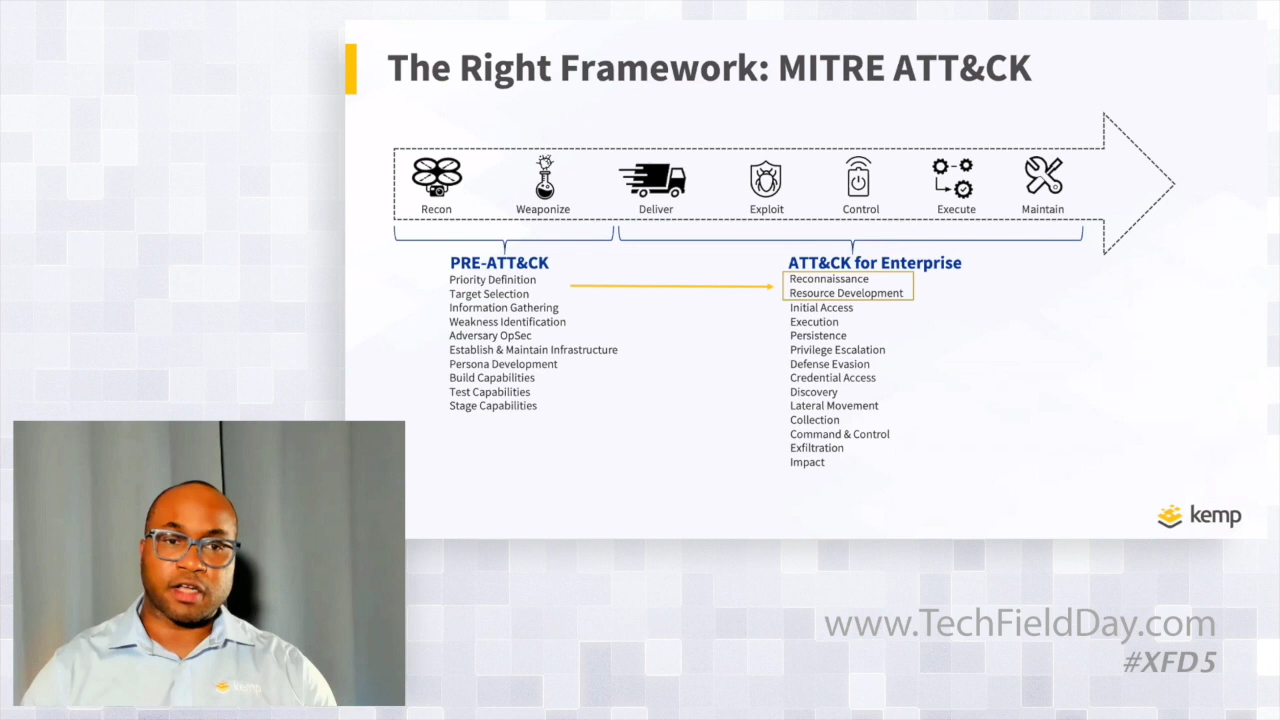 The Right Framework: MITRE ATT&CK
Recon
Weaponize
Deliver
Exploit
Control
Execute
Maintain
PRE-ATT&CK
Priority Definition
Target Selection
Information Gathering
Weakness Identification
Adversary OpSec
Establish & Maintain Infrastructure
Persona Development
Build Capabilities
Test Capabilities
Stage Capabilities
ATT&CK for Enterprise
Reconnaissance
Resource Development
Initial Access
Execution
Persistence
Privilege Escalation
Defense Evasion
Credential Access
Discovery
Lateral Movement
Collection
Command & Control
Exfiltration
Impact
kemp
kemp
www.TechFieldDay.com
#XFD5